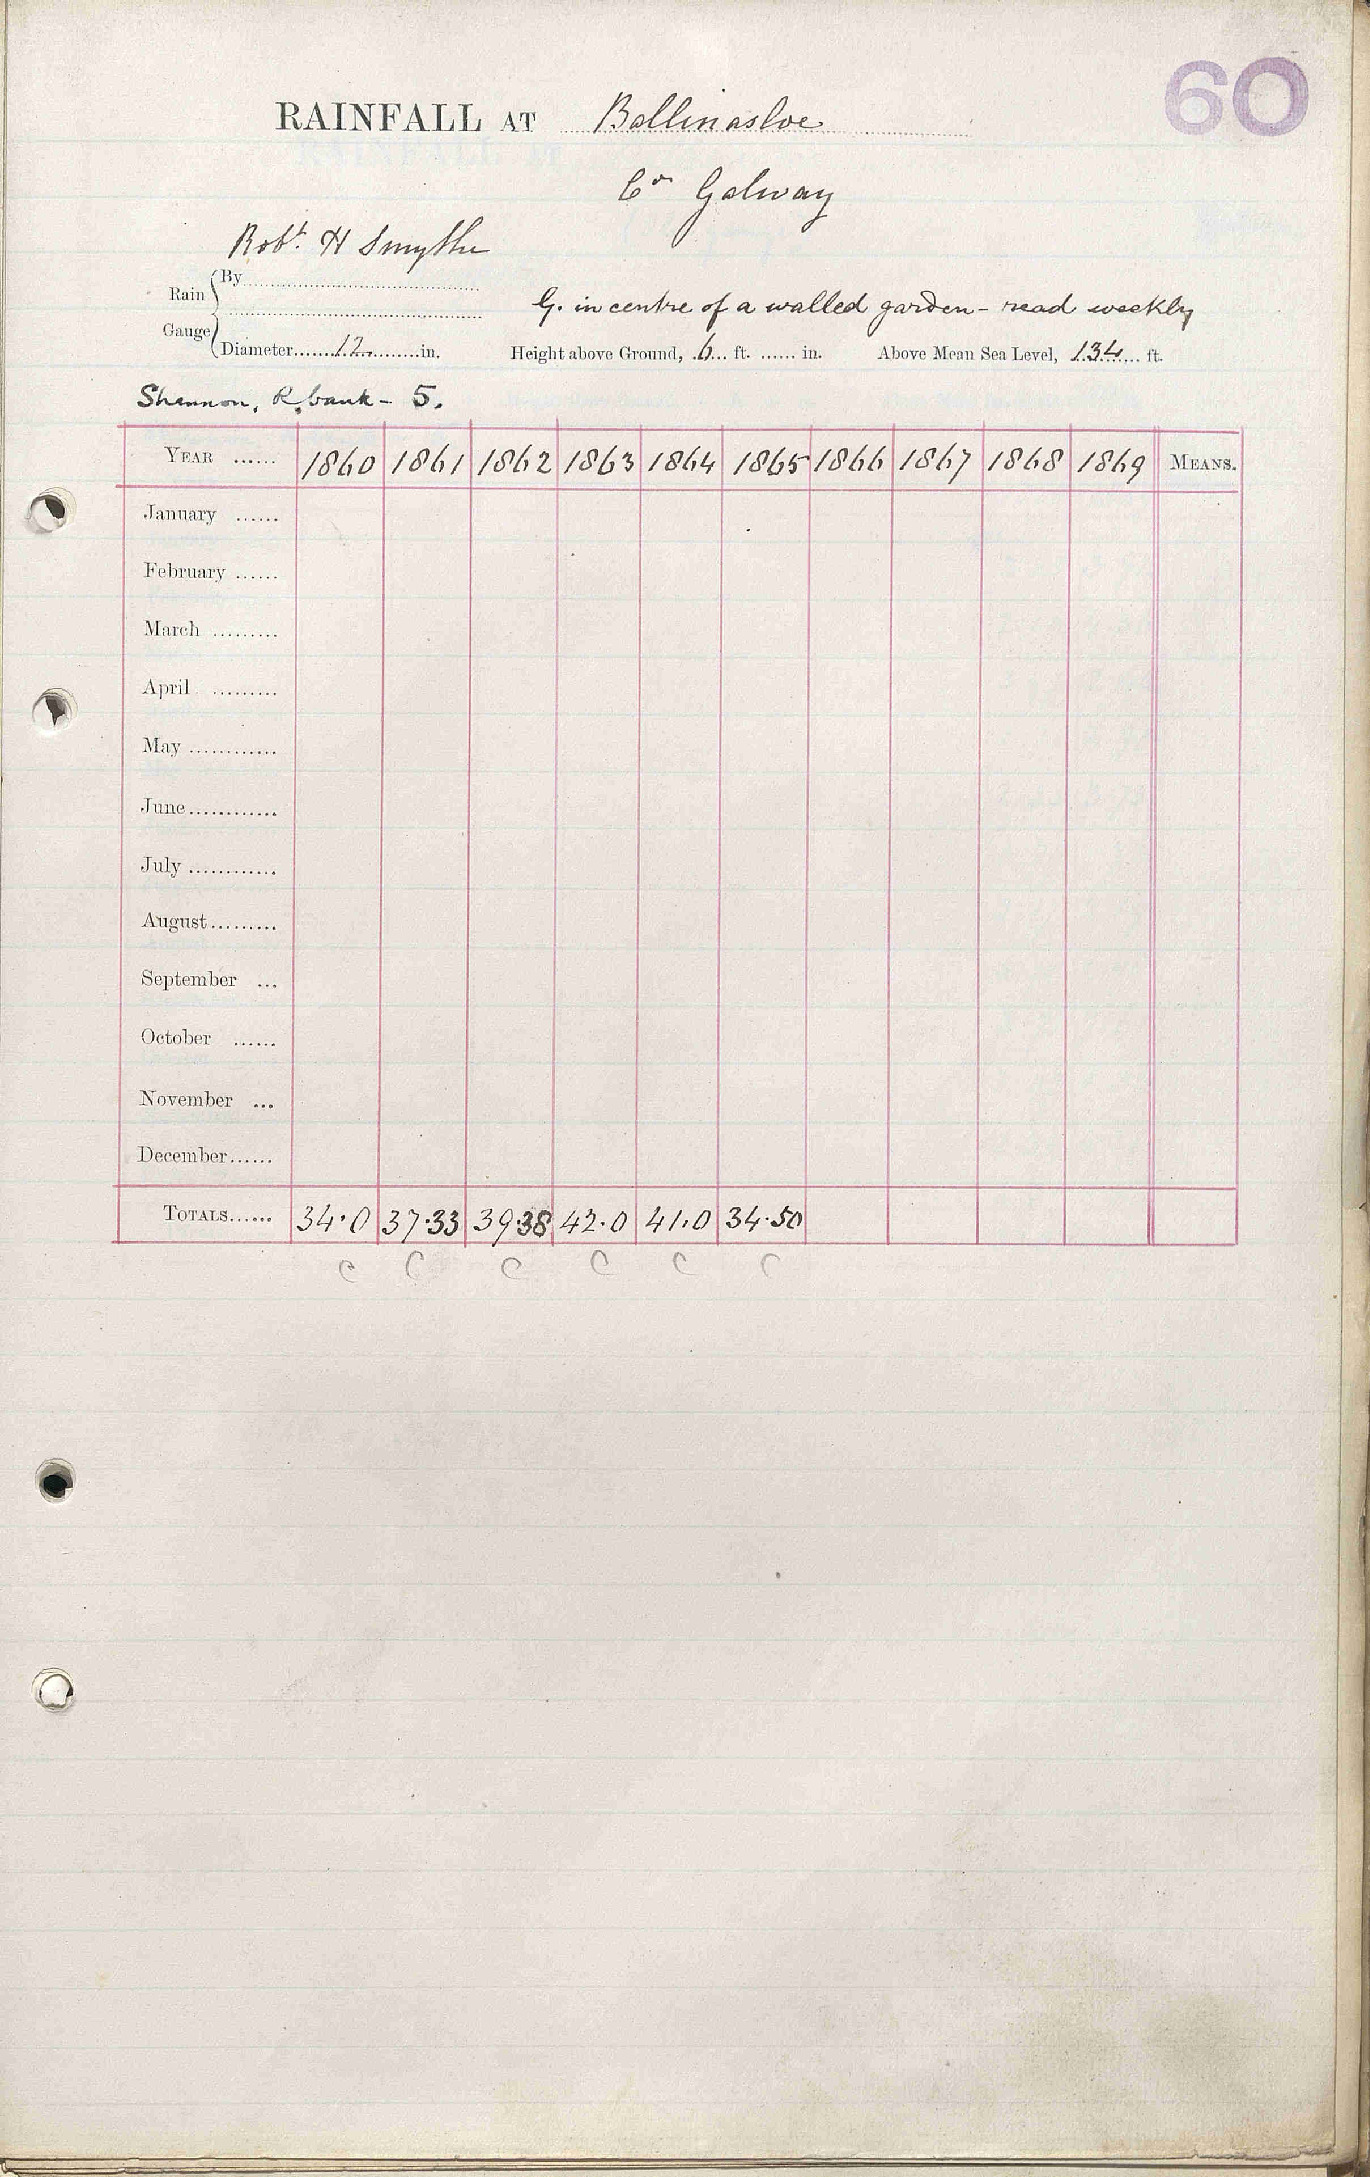 60
RAINFALL AT Ballinasloe
Co Galway
Robt. H Smythe
Rain Gauge { By
G. in centre of a walled garden - read weekly
Diameter.......12.........in. Height above Ground, 6... ft. ...... in. Above Mean Sea Level, 134... ft.
Shannon, R. bank - 5.
YEAR ...... 1860 1861 1862 1863 1864 1865 1866 1867 1868 1869 MEANS.
January ......
February ......
March .........
April .........
May ............
June............
July ............
August.........
September ...
October ......
November ...
December......
TOTALS...... 34.0 37.33 39.38 42.0 41.0 34.50
C C C C C C